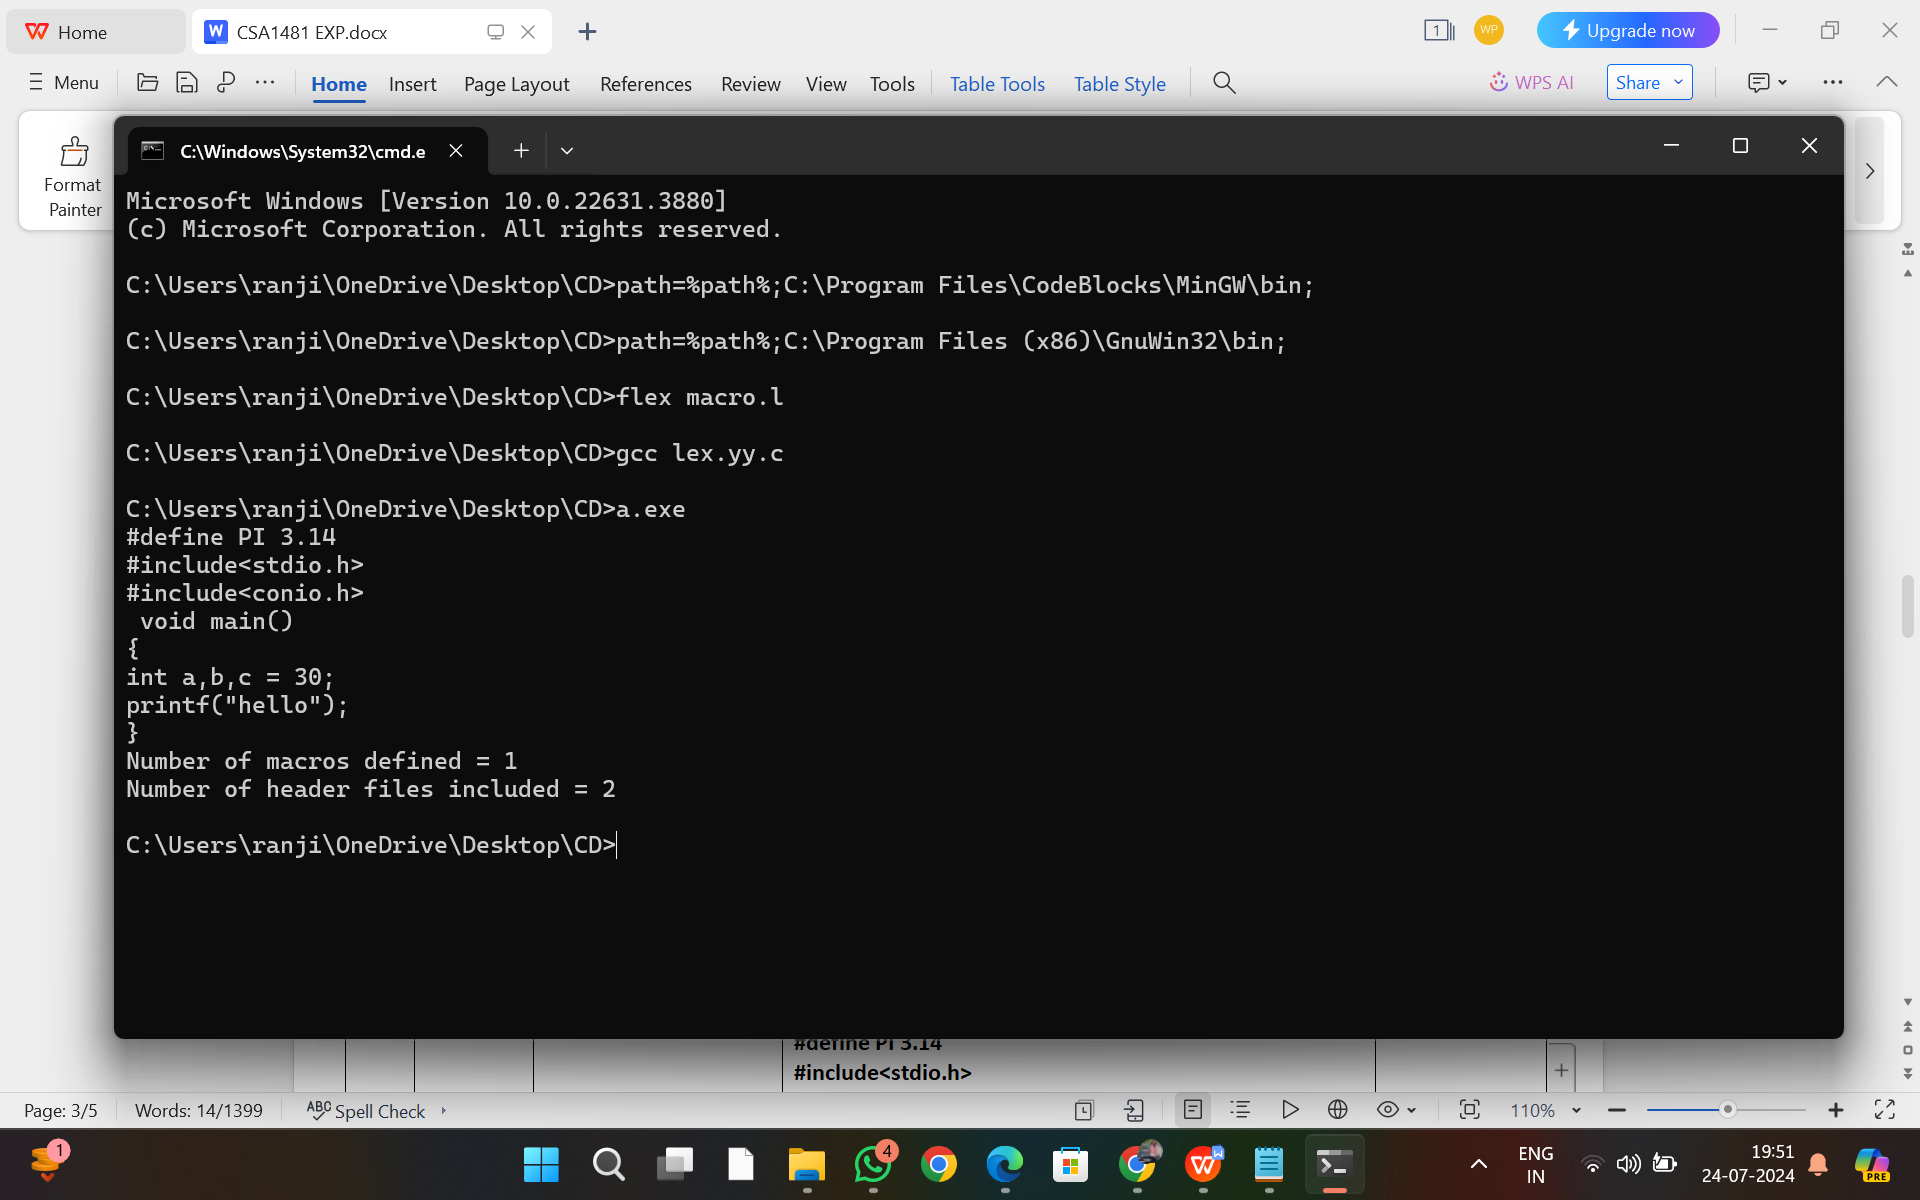 Home
CSA1481 EXP.docx
1
WP
Upgrade now
Menu
Home
Insert
Page Layout
References
Review
View
Tools
Table Tools
Table Style
WPS AI
Share
Format
Painter
C:\Windows\System32\cmd.e
Microsoft Windows [Version 10.0.22631.3880]
(c) Microsoft Corporation. All rights reserved.
C:\Users\ranji\OneDrive\Desktop\CD>path=%path%;C:\Program Files\CodeBlocks\MinGW\bin;
C:\Users\ranji\OneDrive\Desktop\CD>path=%path%;C:\Program Files (x86)\GnuWin32\bin;
C:\Users\ranji\OneDrive\Desktop\CD>flex macro.l
C:\Users\ranji\OneDrive\Desktop\CD>gcc lex.yy.c
C:\Users\ranji\OneDrive\Desktop\CD>a.exe
#define PI 3.14
#include<stdio.h>
#include<conio.h>
void main()
{
int a,b,c = 30;
printf("hello");
}
Number of macros defined = 1
Number of header files included = 2
C:\Users\ranji\OneDrive\Desktop\CD>
#define PI 3.14
#include<stdio.h>
Page: 3/5
Words: 14/1399
ABC Spell Check
110%
1
4
ENG
IN
19:51
24-07-2024
PRE